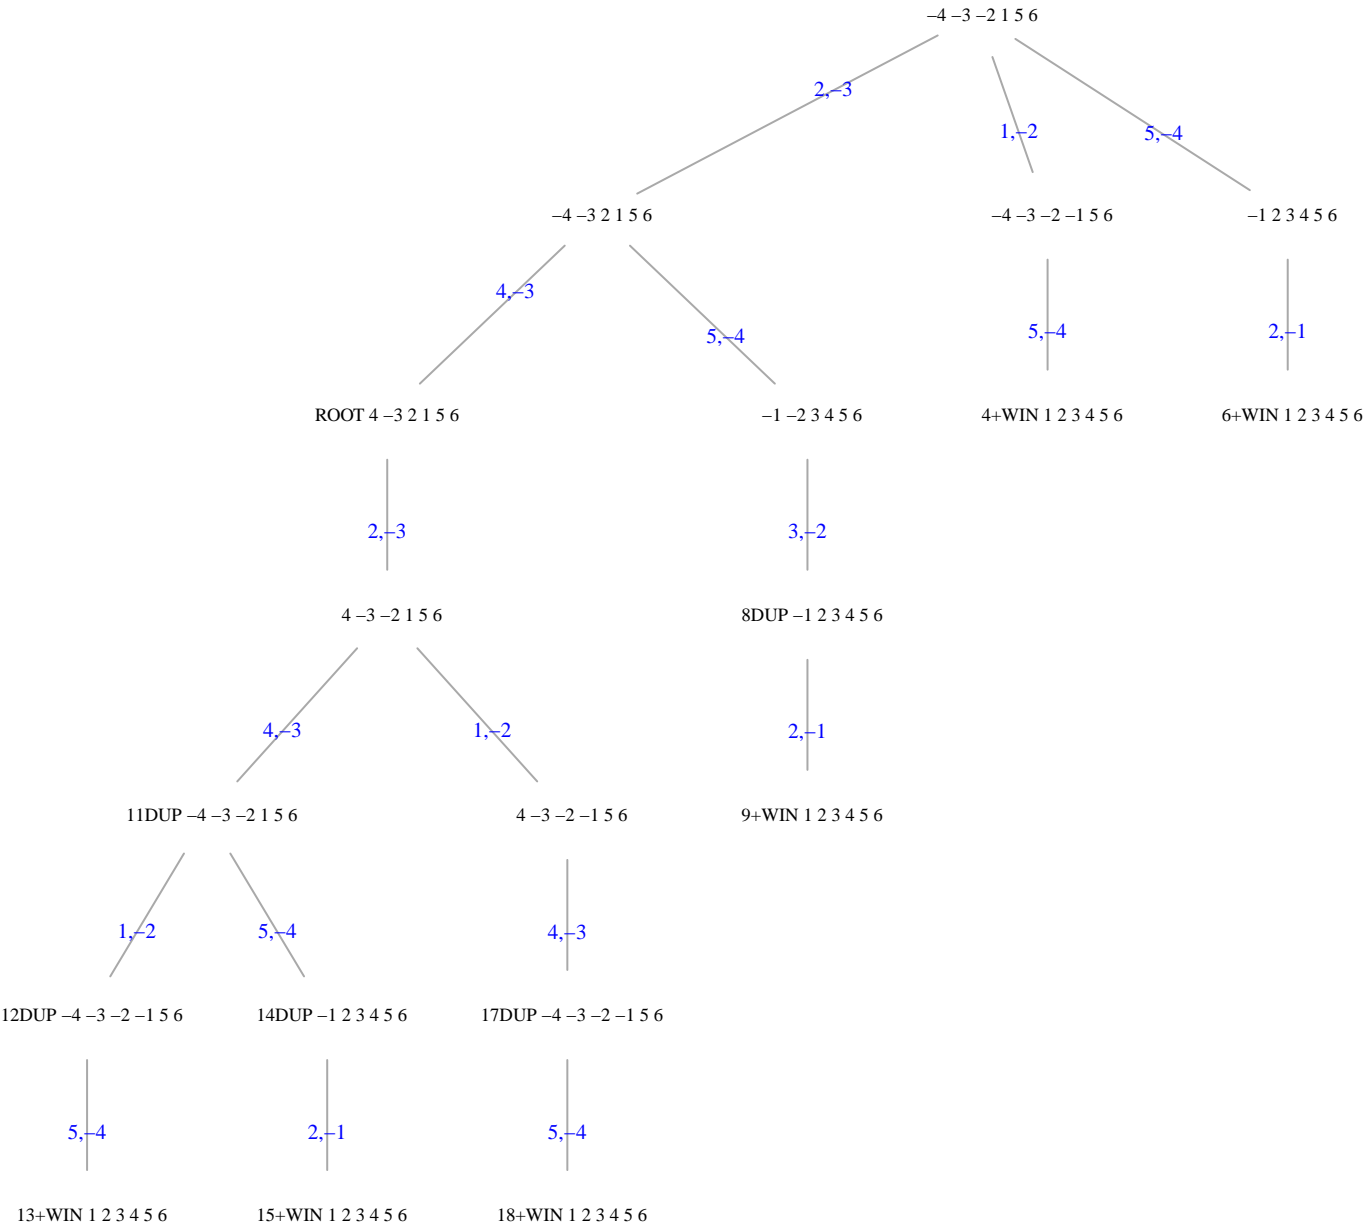 –4 –3 –2 1 5 6
2,–3
1,–2
5,–4
–4 –3 2 1 5 6
–4 –3 –2 –1 5 6
–1 2 3 4 5 6
4,–3
5,–4
5,–4
2,–1
ROOT 4 –3 2 1 5 6
–1 –2 3 4 5 6
4+WIN 1 2 3 4 5 6
6+WIN 1 2 3 4 5 6
2,–3
3,–2
4 –3 –2 1 5 6
8DUP –1 2 3 4 5 6
4,–3
1,–2
2,–1
11DUP –4 –3 –2 1 5 6
4 –3 –2 –1 5 6
9+WIN 1 2 3 4 5 6
1,–2
5,–4
4,–3
12DUP –4 –3 –2 –1 5 6
14DUP –1 2 3 4 5 6
17DUP –4 –3 –2 –1 5 6
5,–4
2,–1
5,–4
13+WIN 1 2 3 4 5 6
15+WIN 1 2 3 4 5 6
18+WIN 1 2 3 4 5 6